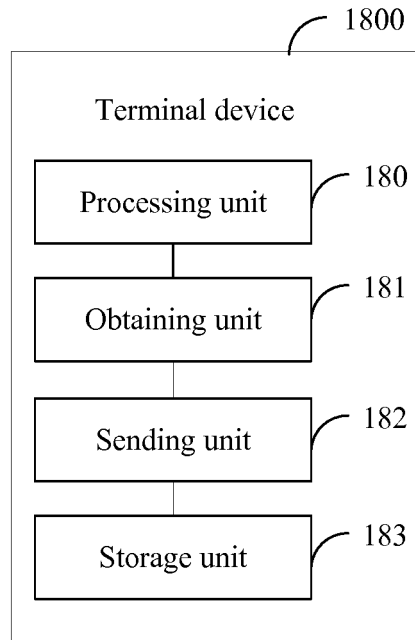 1800
Terminal device
Processing unit
180
Obtaining unit
181
Sending unit
182
Storage unit
183